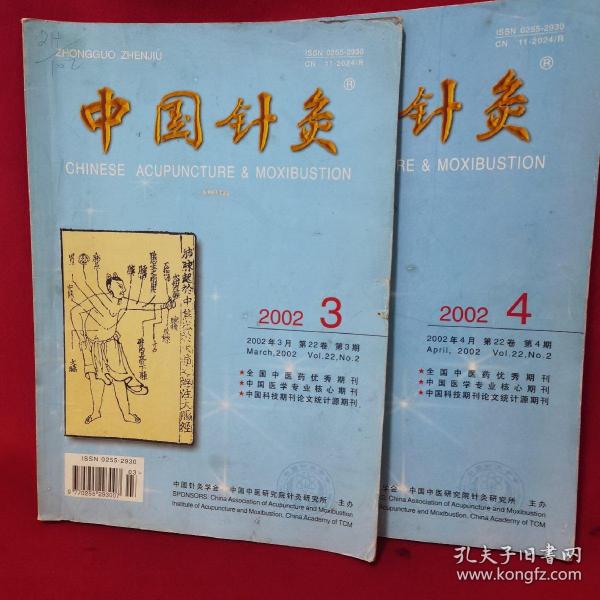 ZHONGGUO ZHENJIU
ISSN 0255-2930
CN 11-2024/R
中国针灸®
CHINESE ACUPUNCTURE & MOXIBUSTION
2002 3
2002年3月 第22卷 第3期
March,2002 Vol.22,No.2
★全国中医药优秀期刊
★中国医学专业核心期刊
★中国科技期刊论文统计源期刊
大肠
ISSN 0255-2930
03>
9 770255 293007
中国针灸学会 中国中医研究院针灸研究所 主办
SPONSORS: China Association of Acupuncture and Moxibustion
Institute of Acupuncture and Moxibustion, China Academy of TCM
ISSN 0255-2930
CN 11-2024/R
针灸®
RE & MOXIBUSTION
2002 4
2002年4月 第22卷 第4期
April, 2002 Vol.22,No.2
★全国中医药优秀期刊
★中国医学专业核心期刊
★中国科技期刊论文统计源期刊
学会 中国中医研究院针灸研究所 主办
China Association of Acupuncture and Moxibustion
Acupuncture and Moxibustion, China Academy of TCM
孔夫子旧书网
www.kongfz.com